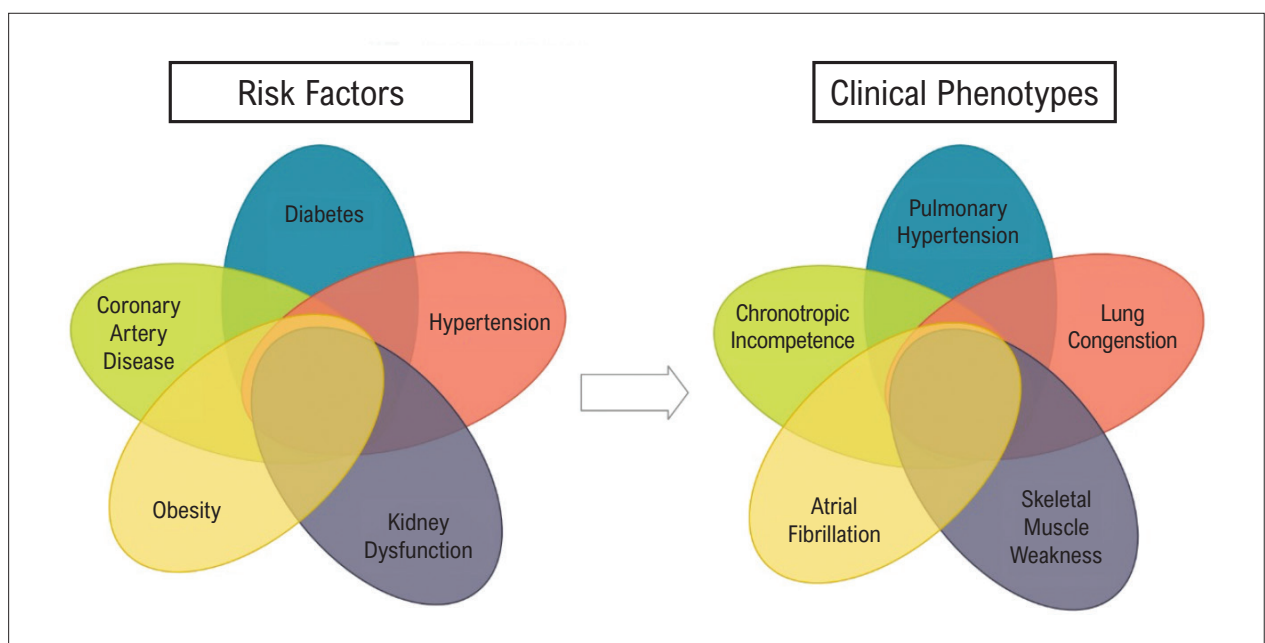 Risk Factors
Diabetes
Coronary
Artery
Disease
Hypertension
Obesity
Kidney
Dysfunction
Clinical Phenotypes
Pulmonary
Hypertension
Chronotropic
Incompetence
Lung
Congenstion
Atrial
Fibrillation
Skeletal
Muscle
Weakness